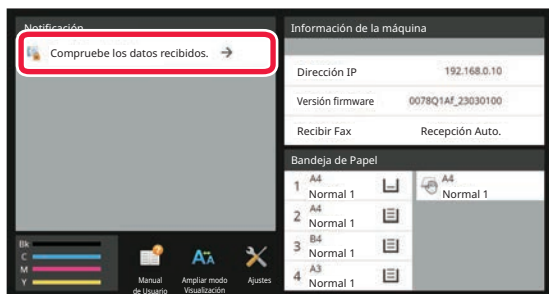 Notificación
Compruebe los datos recibidos.
Información de la máquina
Dirección IP 192.168.0.10
Versión firmware 0078Q1Af_23030100
Recibir Fax Recepción Auto.
Bandeja de Papel
1 A4
Normal 1
A4
Normal 1
2 A4
Normal 1
3 B4
Normal 1
4 A3
Normal 1
Bk
C
M
Y
Manual
de Usuario
Ampliar modo
Visualización
Ajustes